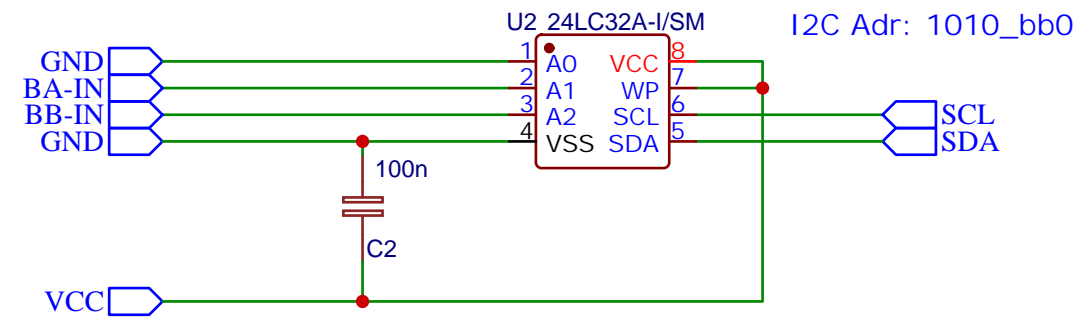 U2 24LC32A-I/SM
I2C Adr: 1010_bb0
GND
BA-IN
BB-IN
GND
1
2
3
4
A0
A1
A2
VSS
VCC
WP
SCL
SDA
8
7
6
5
SCL
SDA
100n
C2
VCC